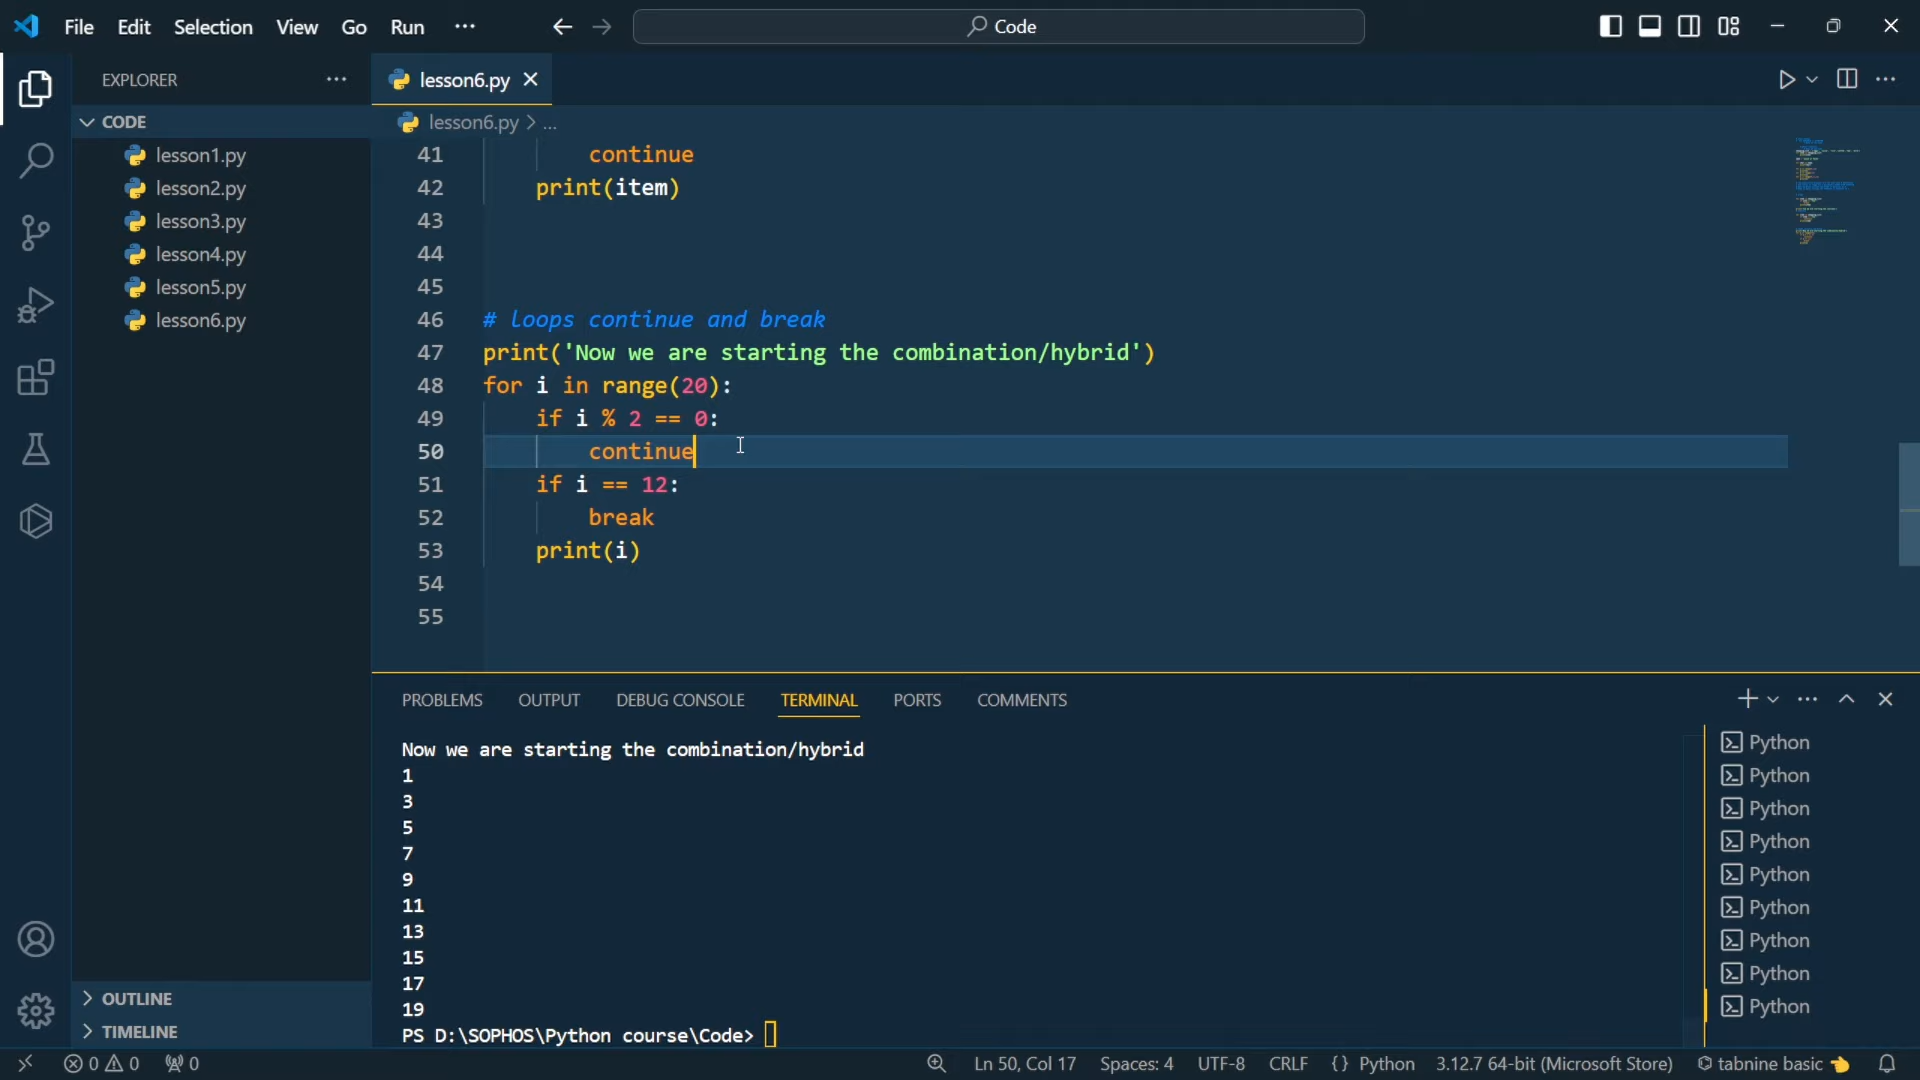 File Edit Selection View Go Run ... Code
EXPLORER ...
lesson6.py
CODE
lesson1.py
lesson2.py
lesson3.py
lesson4.py
lesson5.py
lesson6.py
OUTLINE
TIMELINE
lesson6.py > ...
41 continue
42 print(item)
43
44
45
46 # Loops continue and break
47 print('Now we are starting the combination/hybrid')
48 for i in range(20):
49 if i % 2 == 0:
50 continue
51 if i == 12:
52 break
53 print(i)
54
55
PROBLEMS OUTPUT DEBUG CONSOLE TERMINAL PORTS COMMENTS
Now we are starting the combination/hybrid
1
3
5
7
9
11
13
15
17
19
PS D:\SOPHOS\Python course\Code>
Python
Python
Python
Python
Python
Python
Python
Python
Python
0 0 0 Ln 50, Col 17 Spaces: 4 UTF-8 CRLF {} Python 3.12.7 64-bit (Microsoft Store) tabnine basic